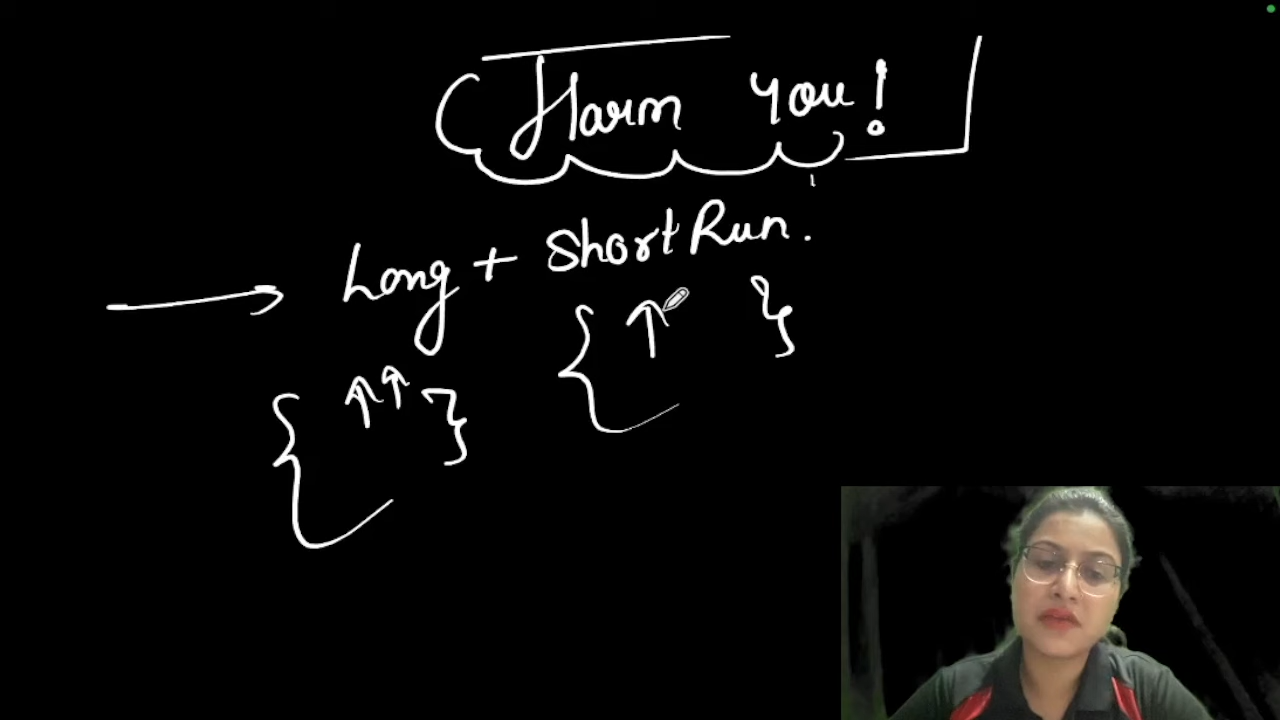 Harm You!
Long + Short Run.
{ ↑ }
{ ↑↑ }